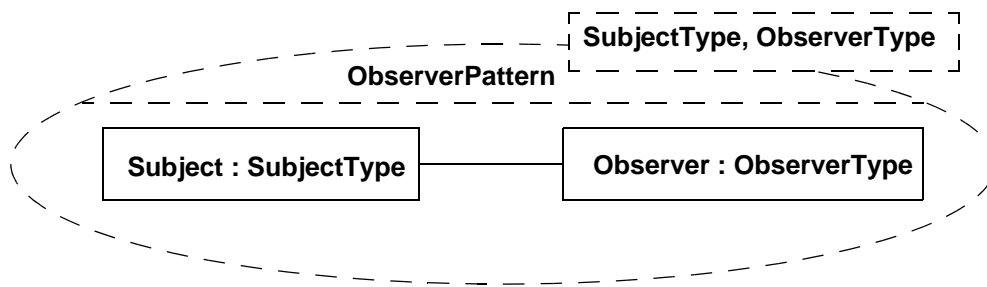 SubjectType, ObserverType
ObserverPattern
Subject : SubjectType
Observer : ObserverType